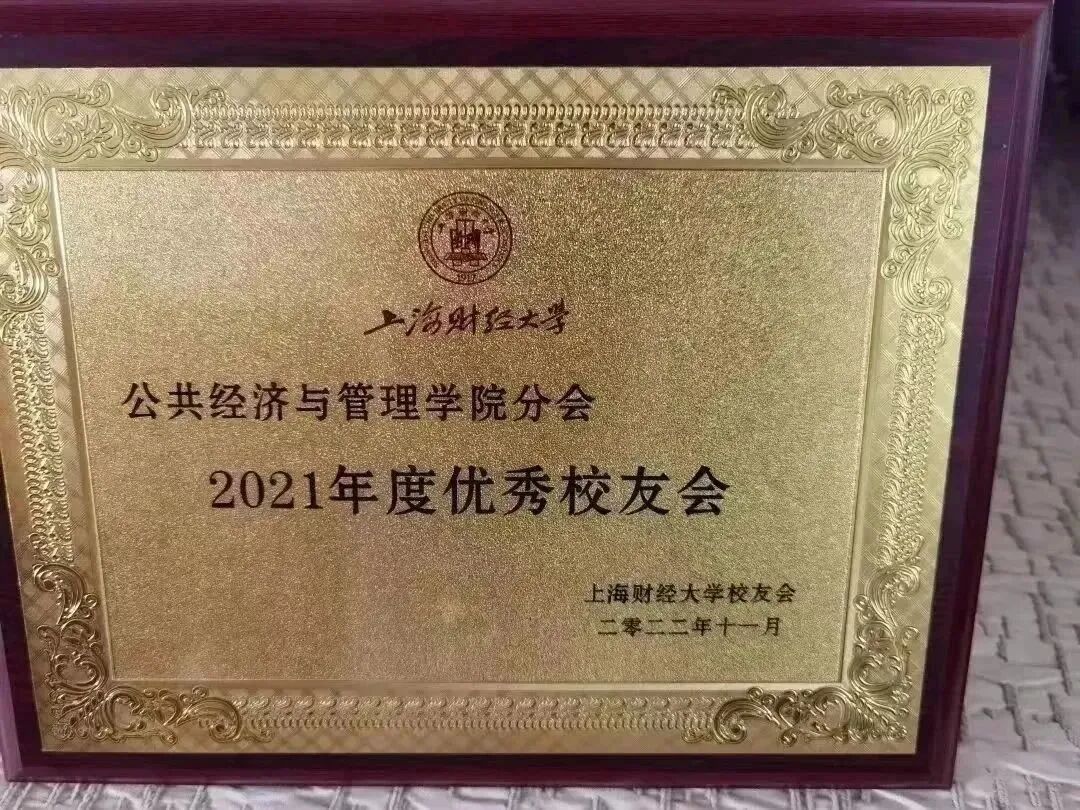 1917
上海财经大学
公共经济与管理学院分会
2021年度优秀校友会
上海财经大学校友会
二零二二年十一月